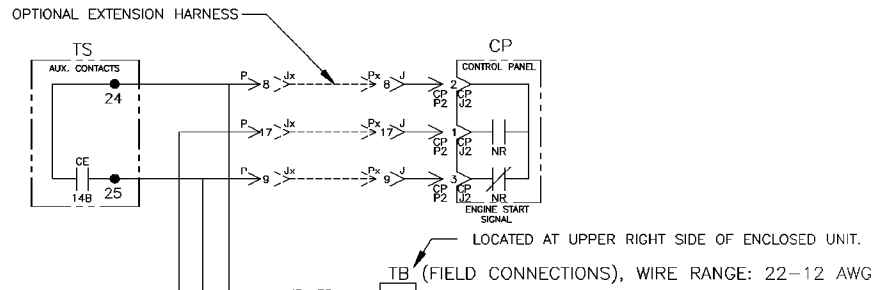 OPTIONAL EXTENSION HARNESS
TS
CP
AUX. CONTACTS
CONTROL PANEL
24
P 8 Jx Px 8 J 2
CP CP
P2 J2
P 17 Jx Px 17 J 1
CP CP
P2 J2
NR
CE
14B
25
P 9 Jx Px 9 J 3
CP CP
P2 J2
NR
ENGINE START
SIGNAL
LOCATED AT UPPER RIGHT SIDE OF ENCLOSED UNIT.
TB (FIELD CONNECTIONS), WIRE RANGE: 22-12 AWG